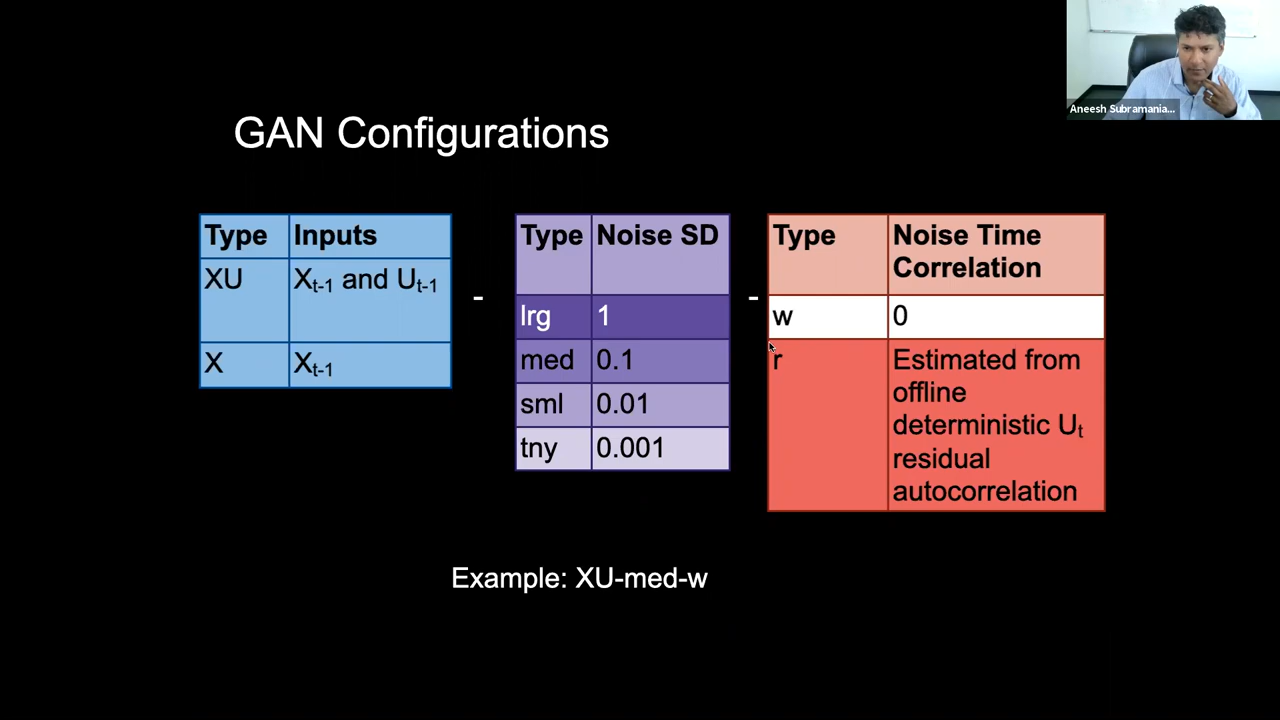 Aneesh Subramania...
GAN Configurations
Type Inputs
XU Xt-1 and Ut-1
X Xt-1
-
Type Noise SD
lrg 1
med 0.1
sml 0.01
tny 0.001
-
Type Noise Time
Correlation
w 0
r Estimated from
offline
deterministic Ut
residual
autocorrelation
Example: XU-med-w